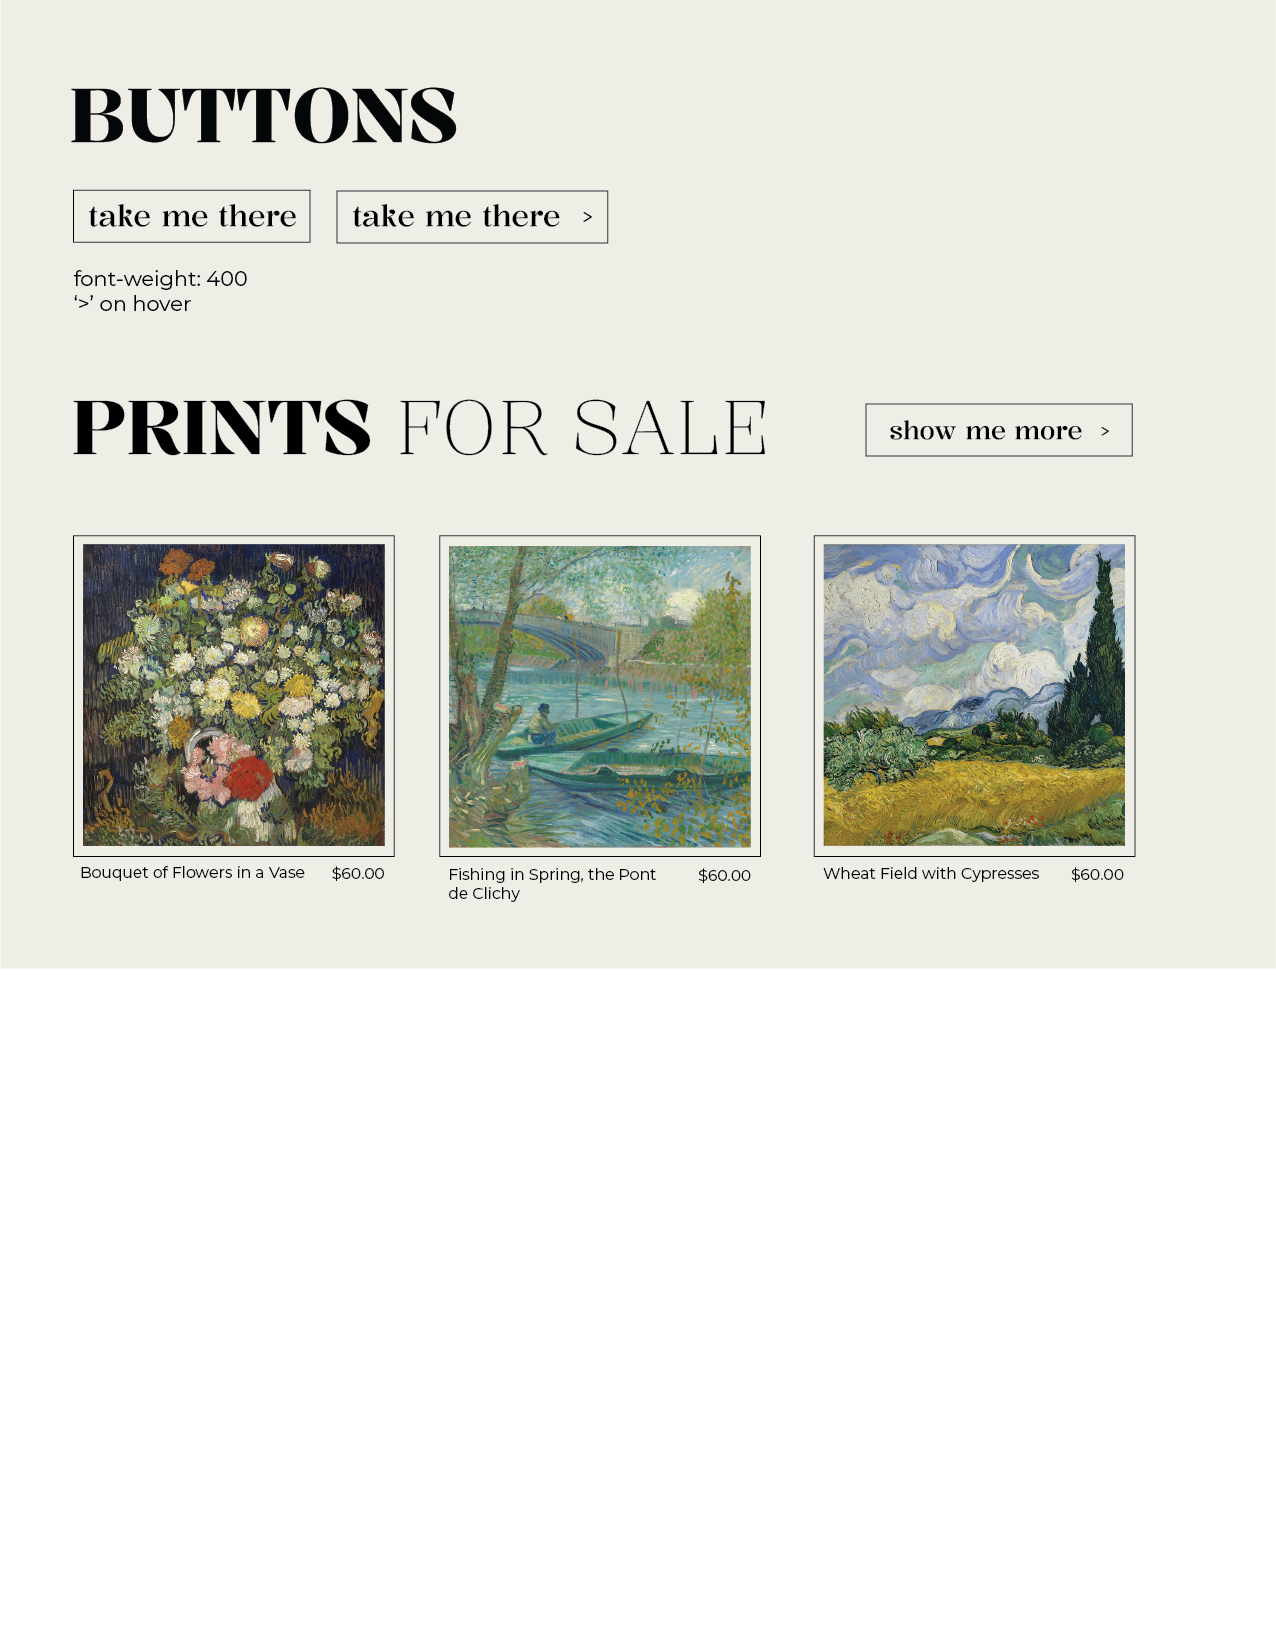 BUTTONS
take me there
take me there >
font-weight: 400
‘>’ on hover
PRINTS FOR SALE
show me more >
Bouquet of Flowers in a Vase $60.00
Fishing in Spring, the Pont $60.00
de Clichy
Wheat Field with Cypresses $60.00